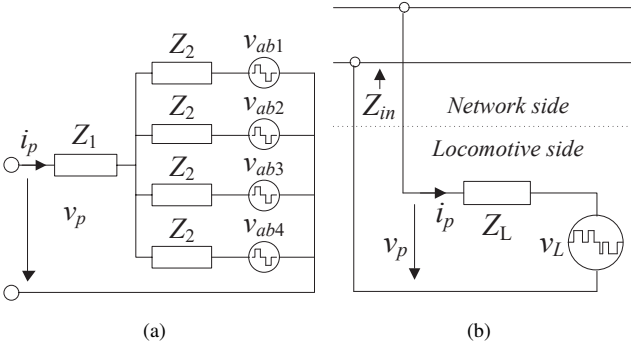 Z2
vab1
Z2
vab2
Z2
vab3
Z2
vab4
Z1
ip
vp
(a)
Zin
Network side
Locomotive side
ip
ZL
vp
vL
(b)